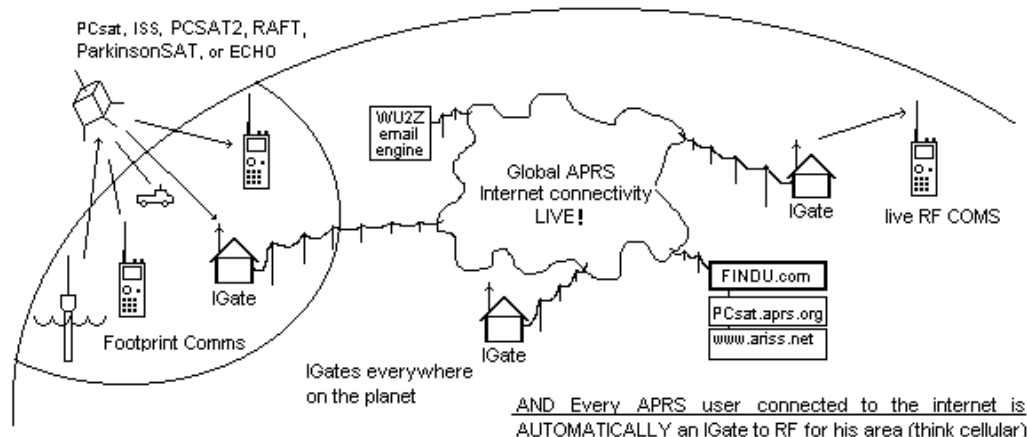 PCsat, ISS, PCSAT2, RAFT,
ParkinsonSAT, or ECHO
WU2Z
email
engine
Global APRS
Internet connectivity
LIVE!
IGate
live RF COMS
IGate
Footprint Comms
IGate
FINDU.com
PCsat.aprs.org
www.ariss.net
IGates everywhere
on the planet
AND Every APRS user connected to the internet is
AUTOMATICALLY an IGate to RF for his area (think cellular)